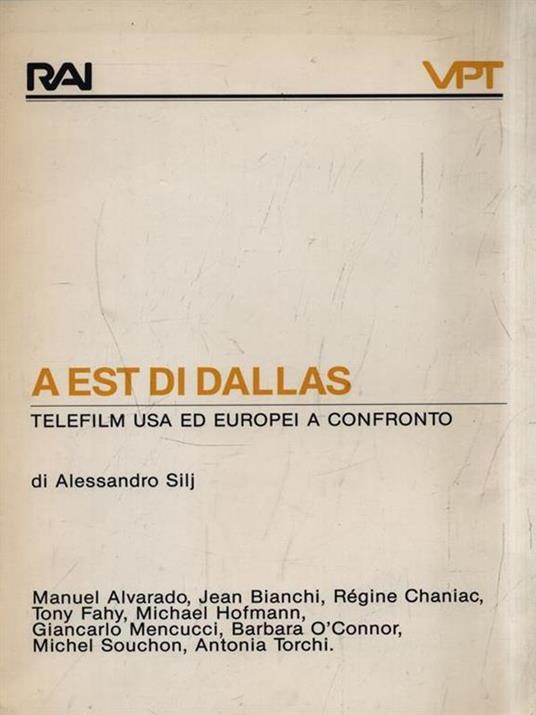 RAI VPT
A EST DI DALLAS
TELEFILM USA ED EUROPEI A CONFRONTO
di Alessandro Silj
Manuel Alvarado, Jean Bianchi, Régine Chaniac,
Tony Fahy, Michael Hofmann,
Giancarlo Mencucci, Barbara O'Connor,
Michel Souchon, Antonia Torchi.